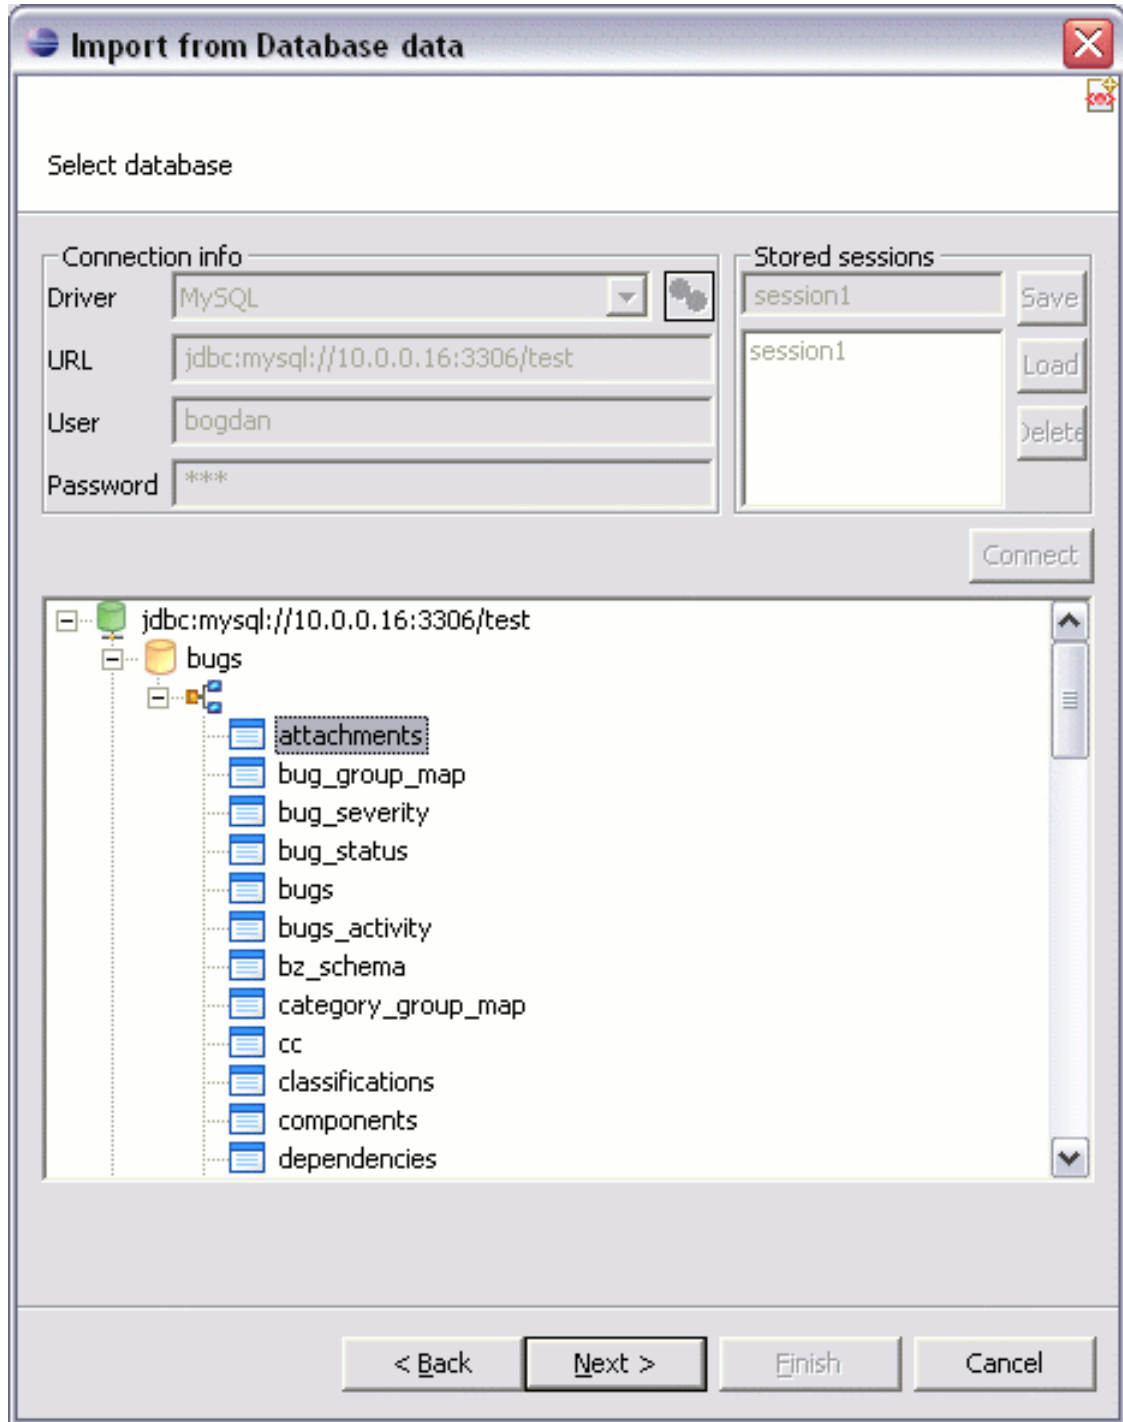 Import from Database data
Select database
Connection info
Driver
MySQL
URL
jdbc:mysql://10.0.0.16:3306/test
User
bogdan
Password
***
Stored sessions
session1
Save
session1
Load
Delete
Connect
jdbc:mysql://10.0.0.16:3306/test
bugs
attachments
bug_group_map
bug_severity
bug_status
bugs
bugs_activity
bz_schema
category_group_map
cc
classifications
components
dependencies
< Back
Next >
Finish
Cancel